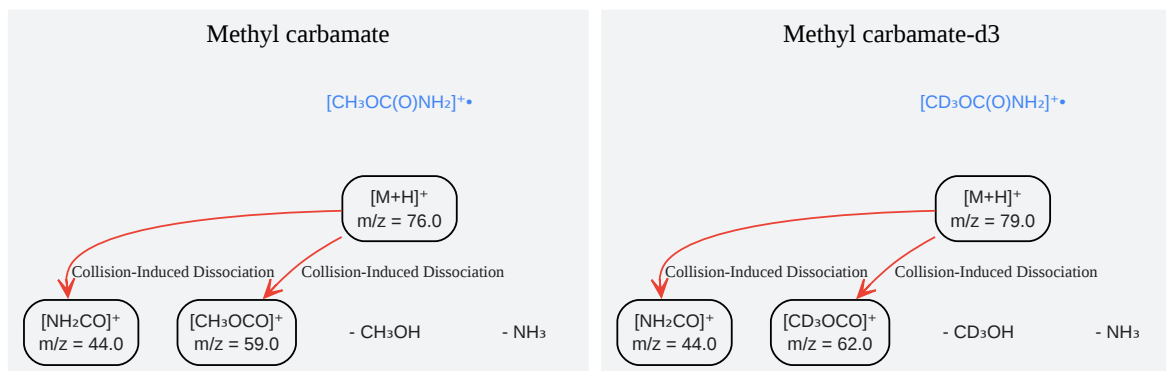 Methyl carbamate
[CH₃OC(O)NH₂]⁺•
[M+H]⁺
m/z = 76.0
Collision-Induced Dissociation
Collision-Induced Dissociation
[NH₂CO]⁺
m/z = 44.0
[CH₃OCO]⁺
m/z = 59.0
- CH₃OH
- NH₃
Methyl carbamate-d3
[CD₃OC(O)NH₂]⁺•
[M+H]⁺
m/z = 79.0
Collision-Induced Dissociation
Collision-Induced Dissociation
[NH₂CO]⁺
m/z = 44.0
[CD₃OCO]⁺
m/z = 62.0
- CD₃OH
- NH₃